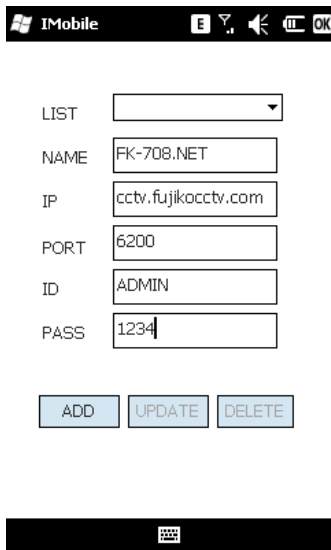 IMobile E OK
LIST
NAME FK-708.NET
IP cctv.fujikocctv.com
PORT 6200
ID ADMIN
PASS 1234
ADD UPDATE DELETE